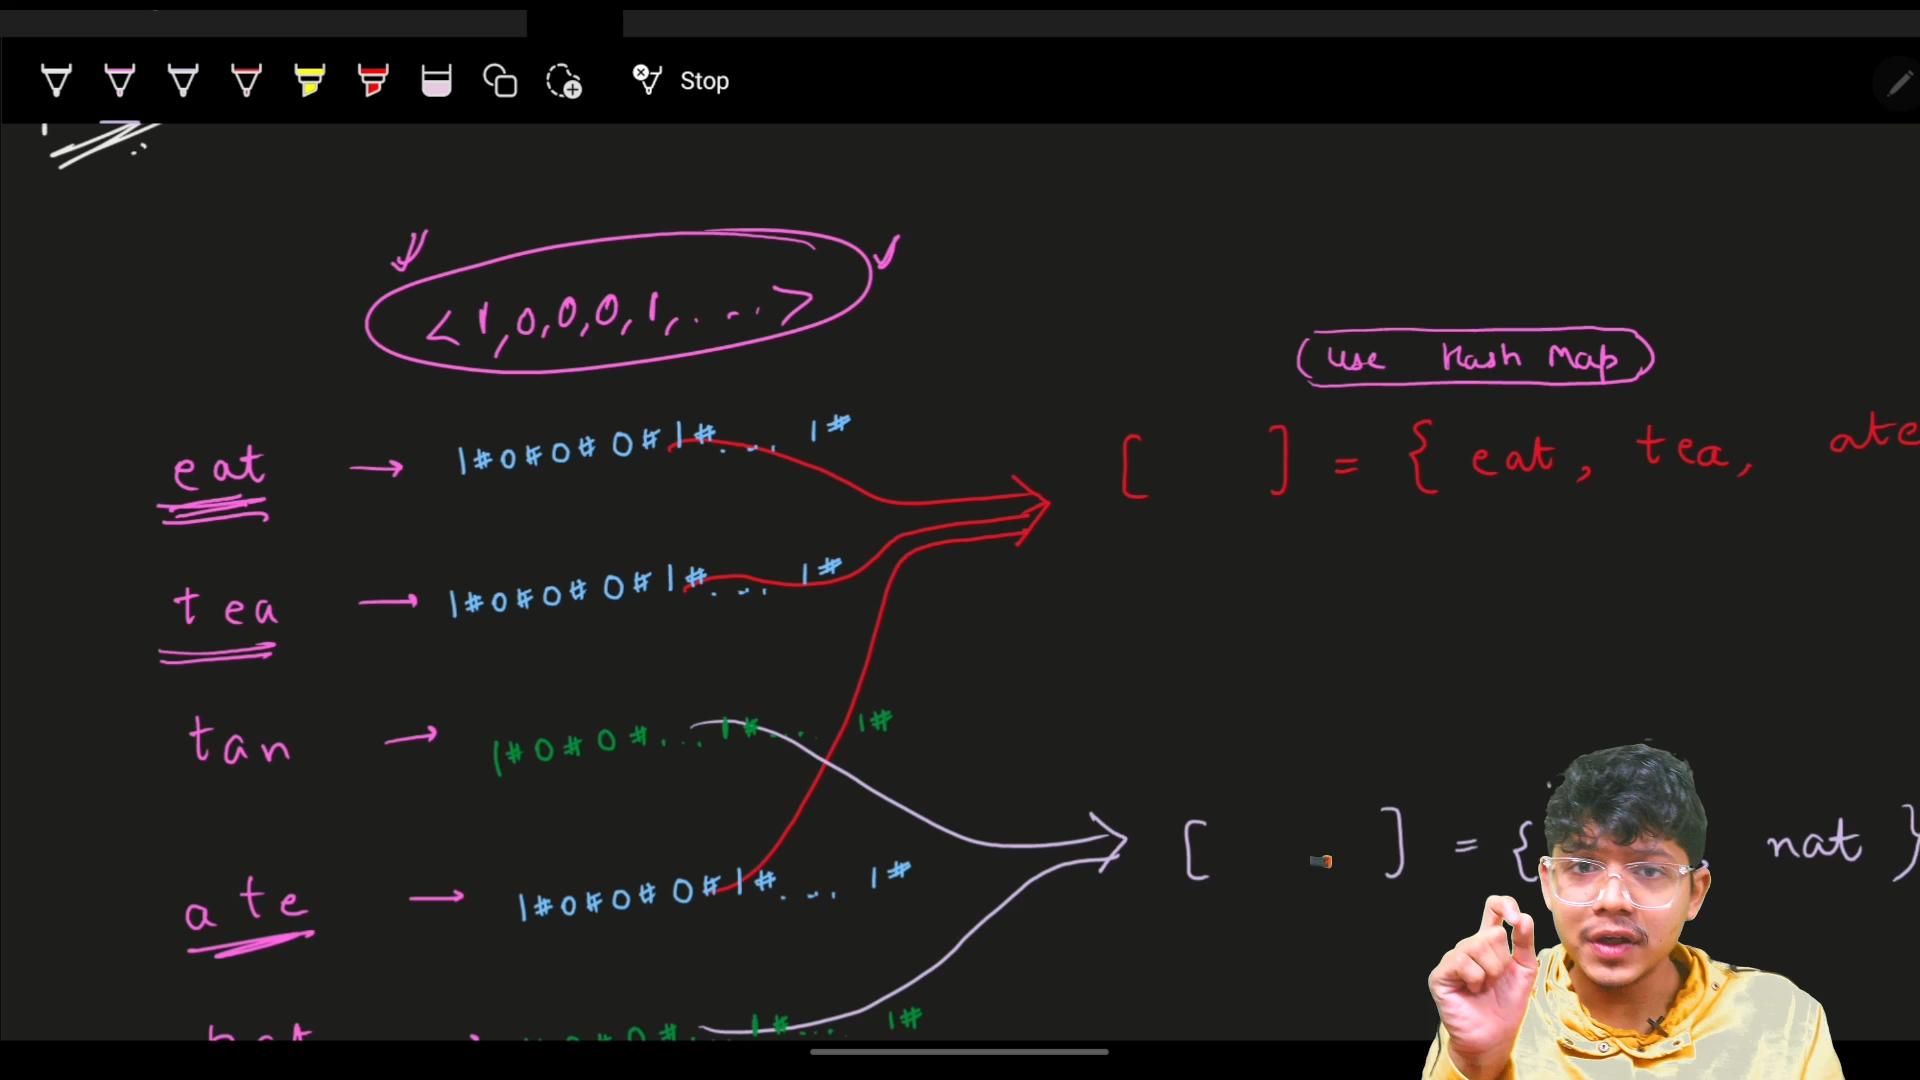 Stop
<1,0,0,0,1,...>
Use Hash Map
eat → 1#0#0#0#1#... 1#
[ ] = { eat, tea, ate
tea → 1#0#0#0#1#... 1#
tan → 1#0#0#...1#... 1#
[ ] = { , nat }
ate → 1#0#0#0#1#... 1#